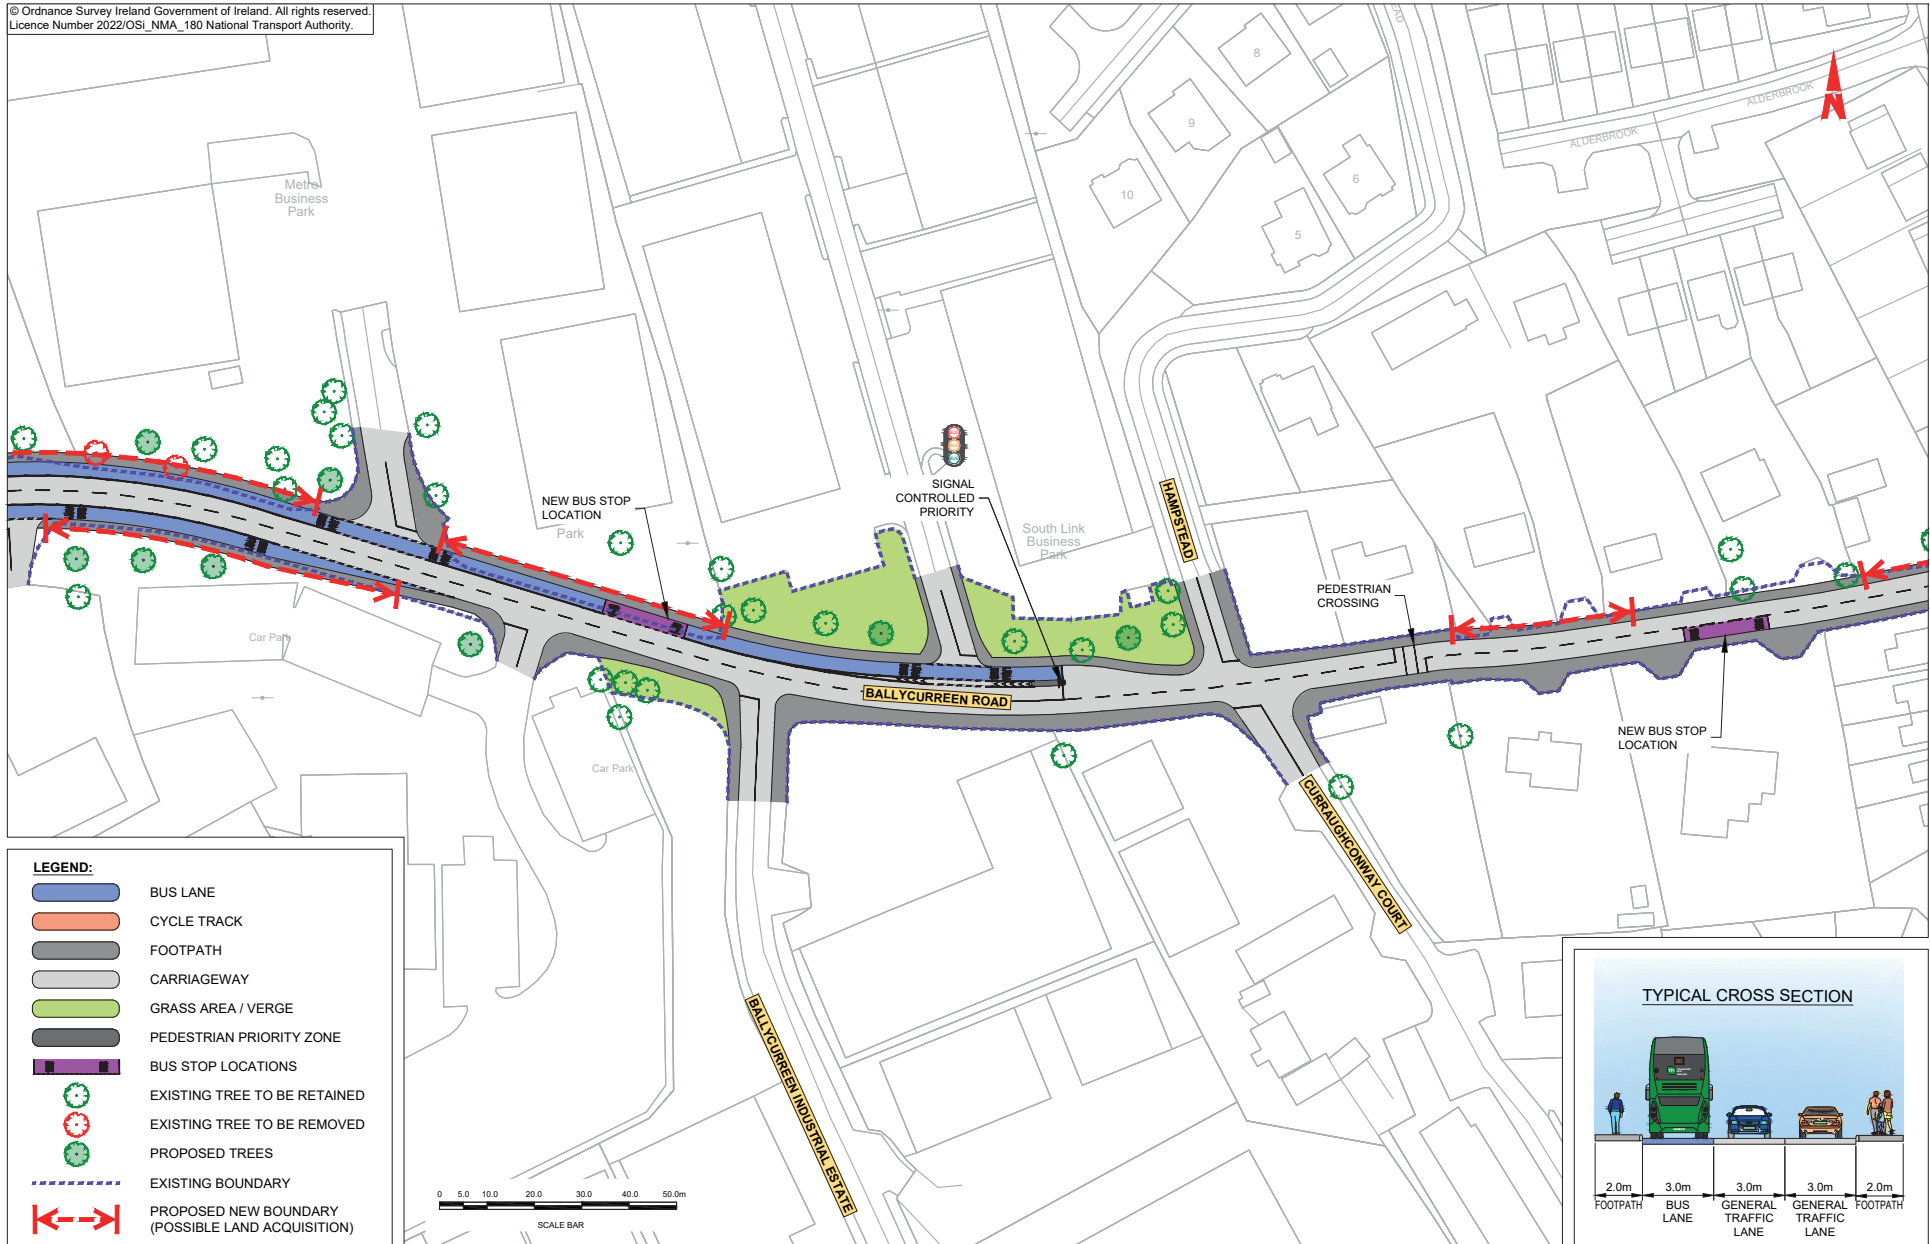 © Ordnance Survey Ireland Government of Ireland. All rights reserved.
Licence Number 2022/OSi_NMA_180 National Transport Authority.
8
9
10
6
5
ALDERBROOK
ALDERBROOK
N
Metro
Business
Park
NEW BUS STOP
LOCATION
Park
SIGNAL
CONTROLLED
PRIORITY
South Link
Business
Park
HAMPSTEAD
PEDESTRIAN
CROSSING
Car Park
BALLYCURREEN ROAD
NEW BUS STOP
LOCATION
Car Park
CURRAUGHCONWAY COURT
BALLYCURREEN INDUSTRIAL ESTATE
LEGEND:
BUS LANE
CYCLE TRACK
FOOTPATH
CARRIAGEWAY
GRASS AREA / VERGE
PEDESTRIAN PRIORITY ZONE
BUS STOP LOCATIONS
EXISTING TREE TO BE RETAINED
EXISTING TREE TO BE REMOVED
PROPOSED TREES
EXISTING BOUNDARY
PROPOSED NEW BOUNDARY
(POSSIBLE LAND ACQUISITION)
0 5.0 10.0 20.0 30.0 40.0 50.0m
SCALE BAR
TYPICAL CROSS SECTION
2.0m 3.0m 3.0m 3.0m 2.0m
FOOTPATH BUS LANE GENERAL TRAFFIC LANE GENERAL TRAFFIC LANE FOOTPATH